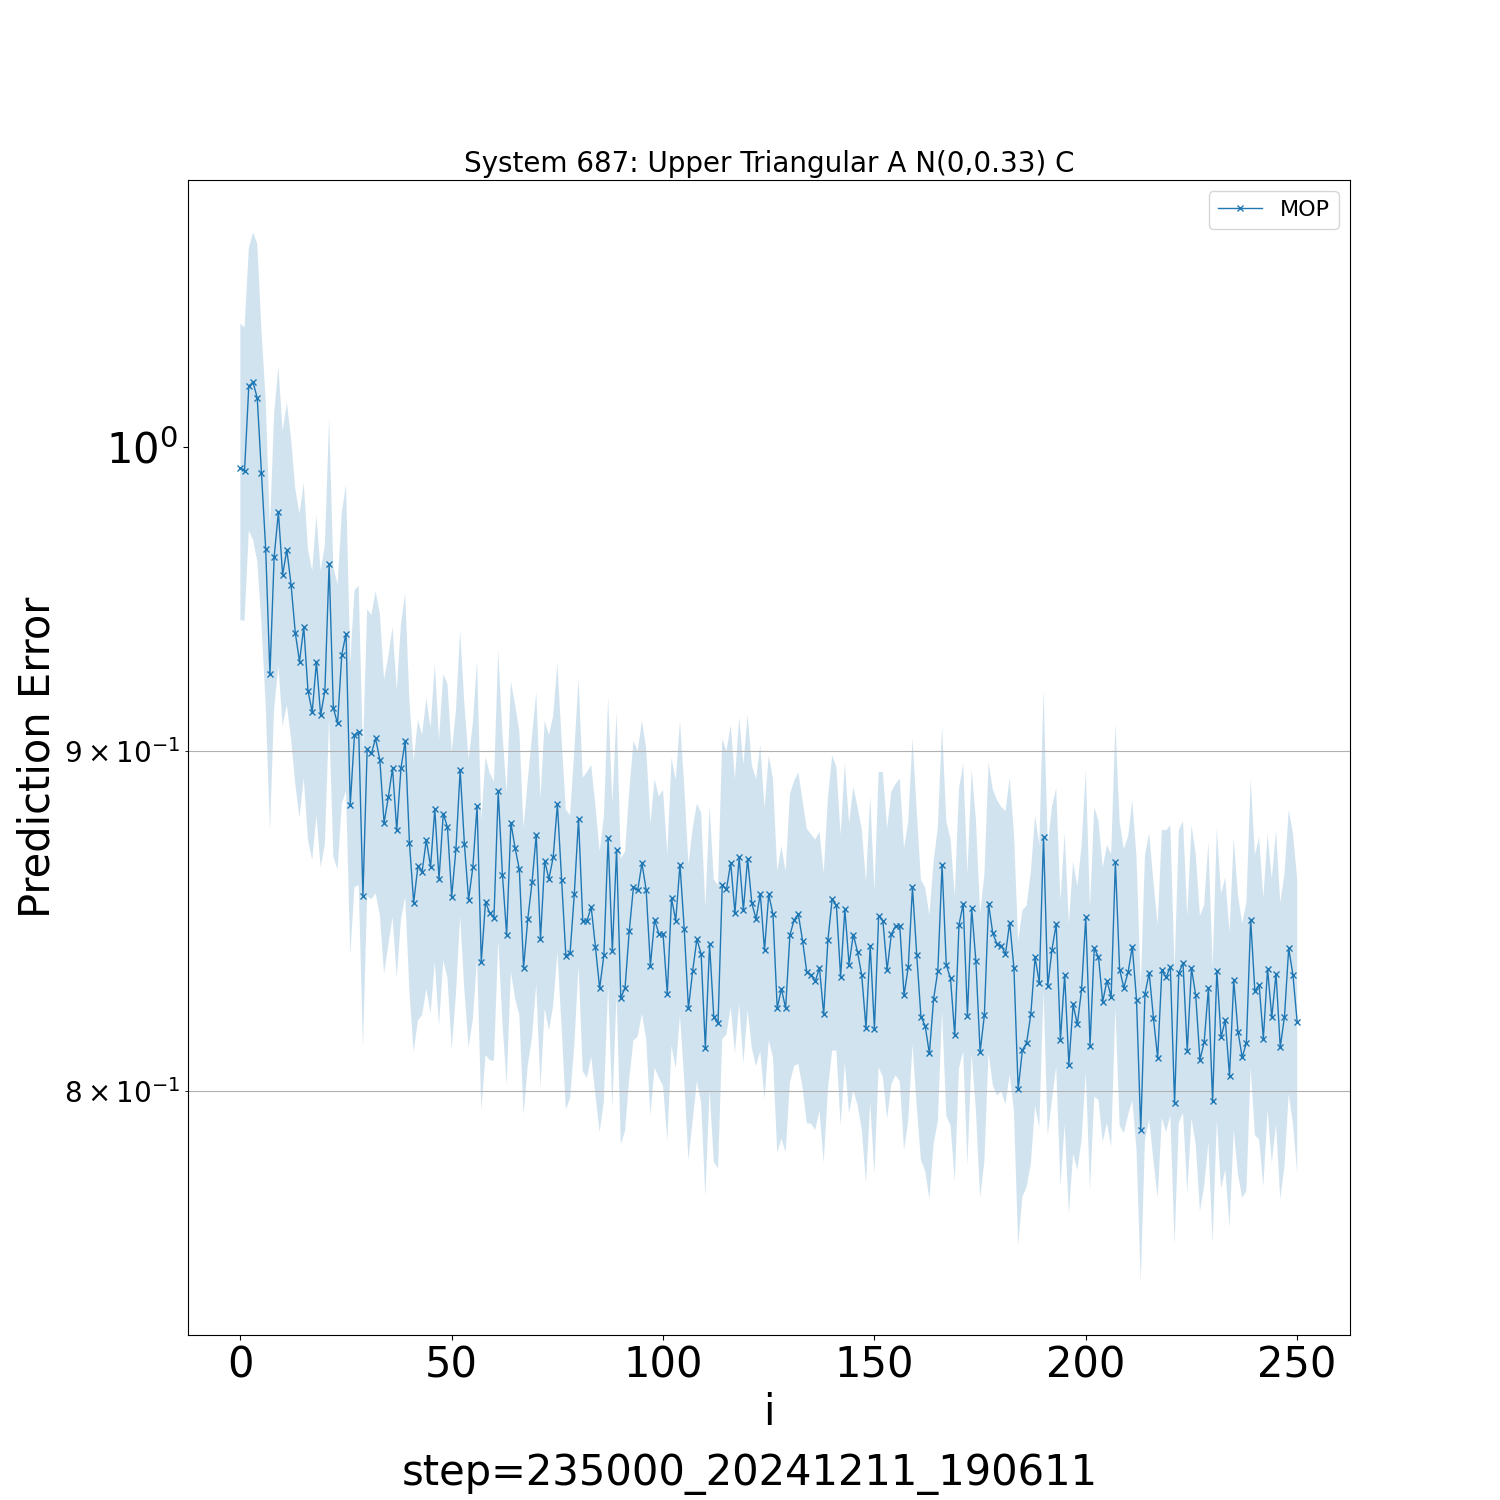 System 687: Upper Triangular A N(0,0.33) C
MOP
10⁰
9 × 10⁻¹
8 × 10⁻¹
Prediction Error
0 50 100 150 200 250
i
step=235000_20241211_190611